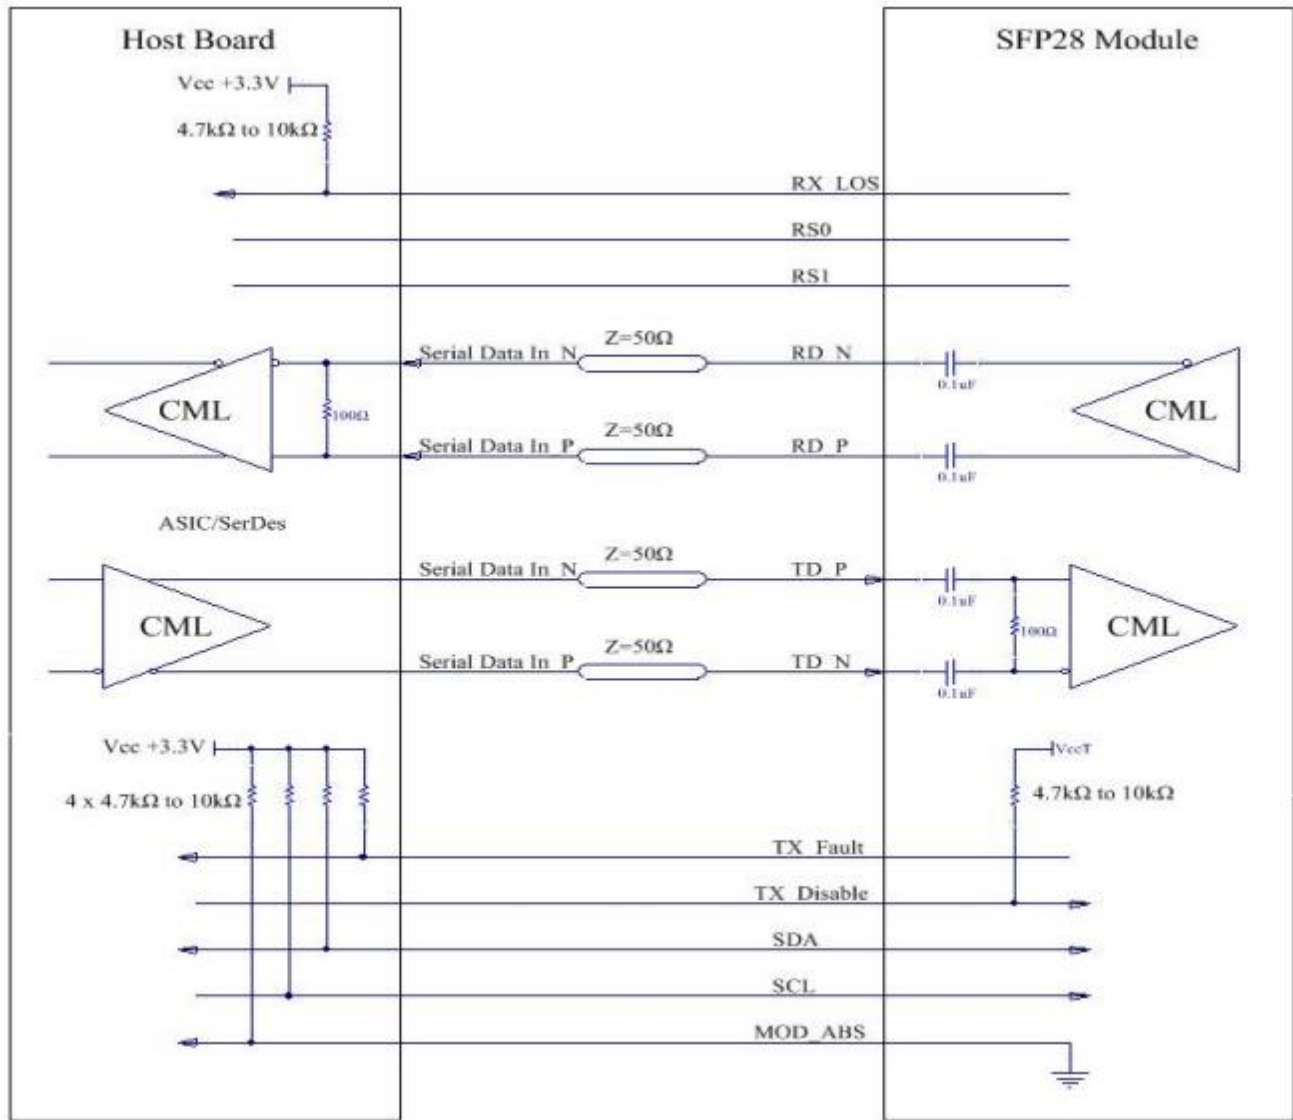 Host Board
SFP28 Module
Vcc +3.3V
4.7kΩ to 10kΩ
RX_LOS
RS0
RS1
Serial Data In_N
Z=50Ω
RD_N
0.1uF
CML
100Ω
CML
Serial Data In_P
Z=50Ω
RD_P
0.1uF
ASIC/SerDes
Serial Data In_N
Z=50Ω
TD_P
0.1uF
CML
100Ω
CML
Serial Data In_P
Z=50Ω
TD_N
0.1uF
Vcc +3.3V
VccT
4 x 4.7kΩ to 10kΩ
4.7kΩ to 10kΩ
TX_Fault
TX_Disable
SDA
SCL
MOD_ABS